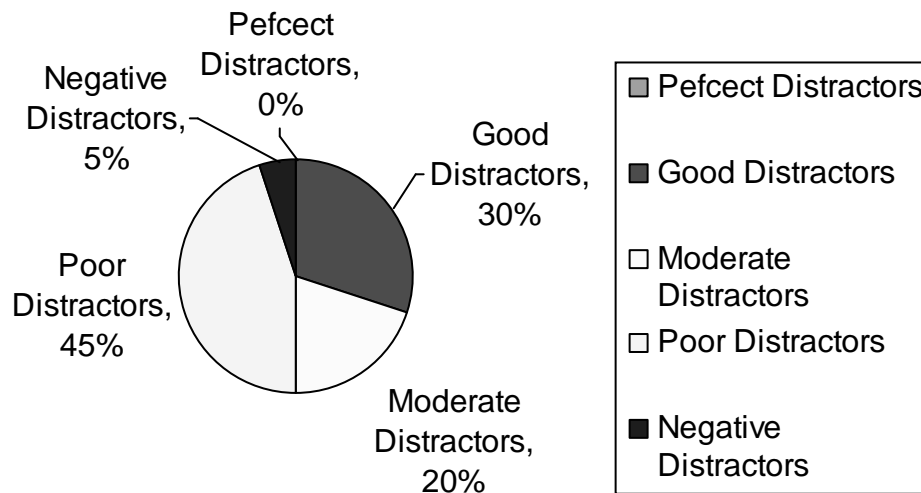 Pefcect
Distractors,
0%
Negative
Distractors,
5%
Good
Distractors,
30%
Poor
Distractors,
45%
Moderate
Distractors,
20%
Pefcect Distractors
Good Distractors
Moderate
Distractors
Poor Distractors
Negative
Distractors